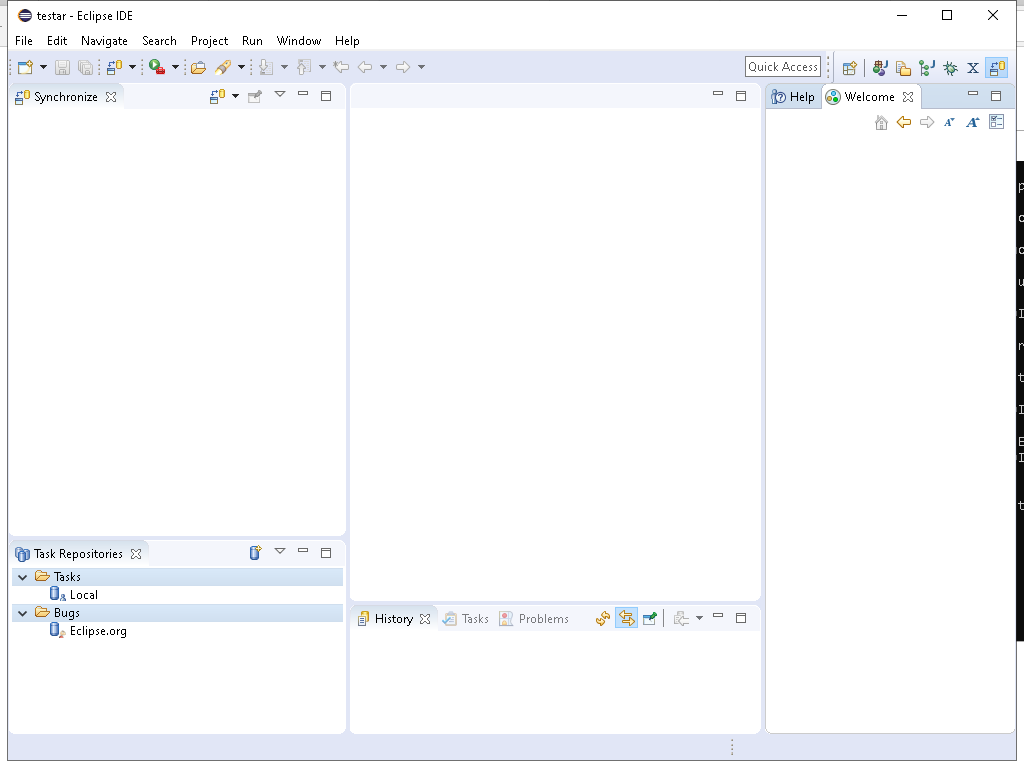 testar - Eclipse IDE
File Edit Navigate Search Project Run Window Help
Quick Access
Synchronize
Help Welcome
Task Repositories
Tasks
Local
Bugs
Eclipse.org
History Tasks Problems